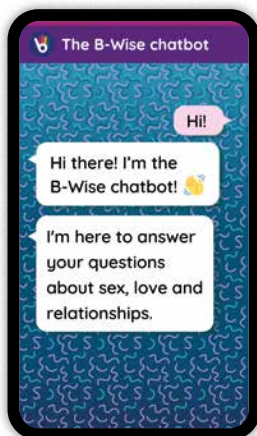 The B-Wise chatbot
Hi!
Hi there! I'm the
B-Wise chatbot! 👋
I'm here to answer
your questions
about sex, love and
relationships.